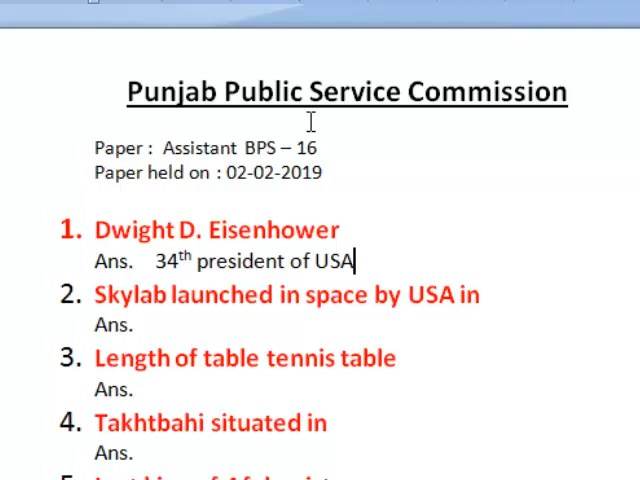 Punjab Public Service Commission
Paper : Assistant BPS – 16
Paper held on : 02-02-2019
1. Dwight D. Eisenhower
Ans. 34th president of USA
2. Skylab launched in space by USA in
Ans.
3. Length of table tennis table
Ans.
4. Takhtbahi situated in
Ans.